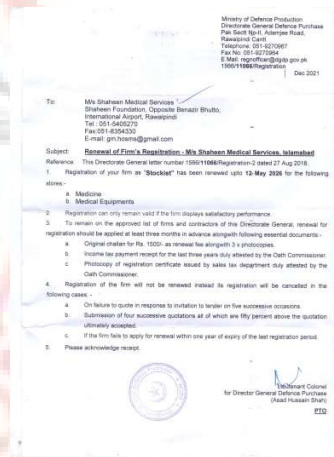 Ministry of Defence Production
Directorate General Defence Purchase
Pak Sectt No-II, Adamjee Road,
Rawalpindi Cantt
Telephone: 051-9270967
Fax No: 051-9270964
E Mail: regnofficer@dgdp.gov.pk
1566/11066/Registration
Dec 2021
To: M/s Shaheen Medical Services
Shaheen Foundation, Opposite Benazir Bhutto,
International Airport, Rawalpindi
Tel : 051-5405270
Fax:051-8354330
E-mail: gm.hosms@gmail.com
Subject: Renewal of Firm's Registration - M/s Shaheen Medical Services, Islamabad
Reference This Directorate General letter number 1566/11066/Registration-2 dated 27 Aug 2018.
1. Registration of your firm as "Stockist" has been renewed upto 12-May 2026 for the following
stores:-
a. Medicine
b. Medical Equipments
2. Registration can only remain valid if the firm displays satisfactory performance.
3. To remain on the approved list of firms and contractors of this Directorate General, renewal for
registration should be applied at least three months in advance alongwith following essential documents:-
a. Original challan for Rs. 1500/- as renewal fee alongwith 3 x photocopies.
b. Income tax payment receipt for the last three years duly attested by the Oath Commissioner.
c. Photocopy of registration certificate issued by sales tax department duly attested by the
Oath Commissioner.
4. Registration of the firm will not be renewed instead its registration will be cancelled in the
following cases: -
a. On failure to quote in response to invitation to tender on five successive occasions.
b. Submission of four successive quotations all of which are fifty percent above the quotation
ultimately accepted.
c. If the firm fails to apply for renewal within one year of expiry of the last registration period.
5. Please acknowledge receipt.
Lieutenant Colonel
for Director General Defence Purchase
(Asad Hussain Shah)
PTO